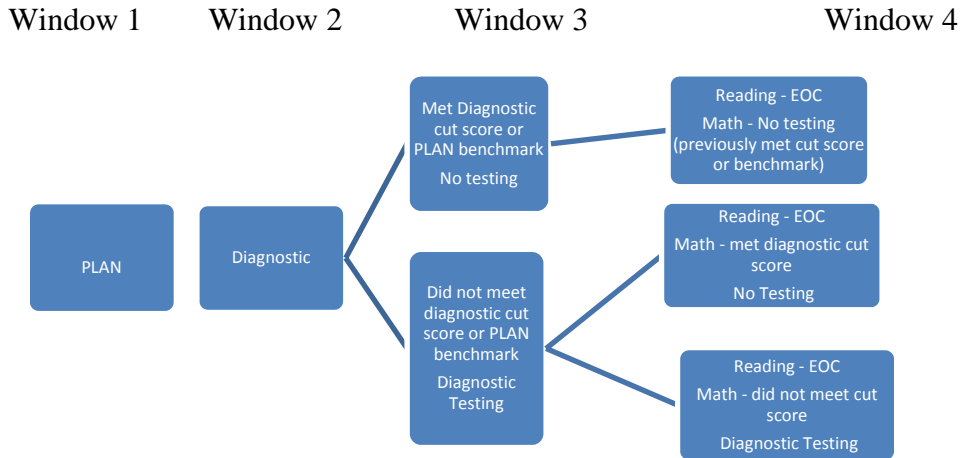 Window 1 Window 2 Window 3 Window 4
PLAN
Diagnostic
Met Diagnostic
cut score or
PLAN benchmark
No testing
Did not meet
diagnostic cut
score or PLAN
benchmark
Diagnostic
Testing
Reading - EOC
Math - No testing
(previously met cut score
or benchmark)
Reading - EOC
Math - met diagnostic cut
score
No Testing
Reading - EOC
Math - did not meet cut
score
Diagnostic Testing